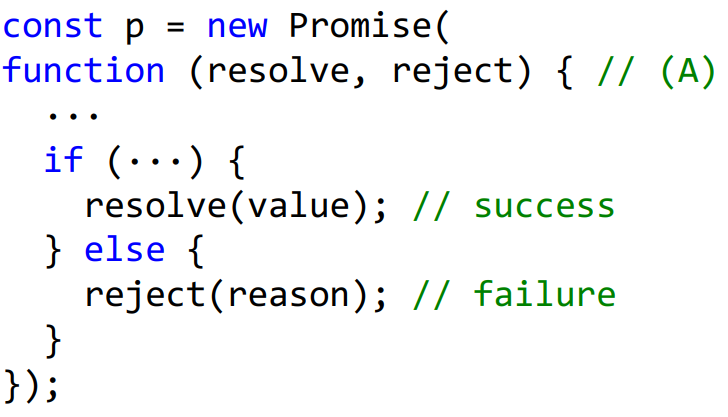 const p = new Promise(
function (resolve, reject) { // (A)
  ···
  if (···) {
    resolve(value); // success
  } else {
    reject(reason); // failure
  }
});